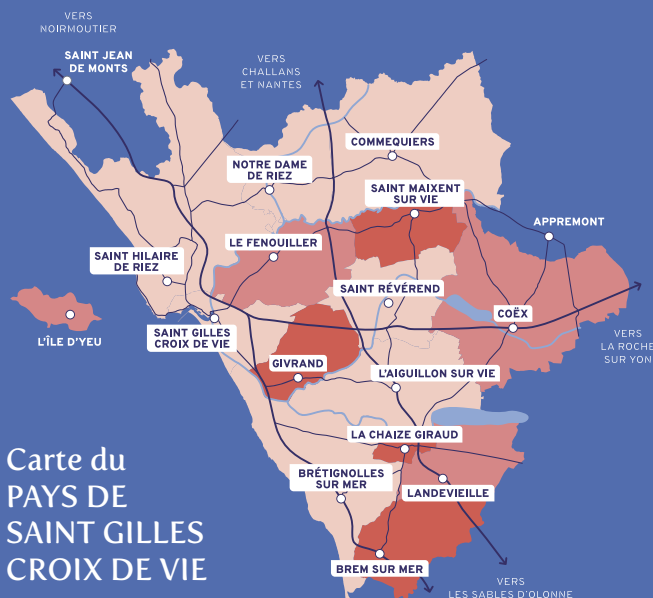 VERS
NOIRMOUTIER
SAINT JEAN
DE MONTS
VERS
CHALLANS
ET NANTES
COMMEQUIERS
NOTRE DAME
DE RIEZ
SAINT MAIXENT
SUR VIE
APPREMONT
LE FENOUILLER
SAINT HILAIRE
DE RIEZ
SAINT RÉVÉREND
COËX
L'ÎLE D'YEU
SAINT GILLES
CROIX DE VIE
VERS
LA ROCHE
SUR YON
GIVRAND
L'AIGUILLON SUR VIE
LA CHAIZE GIRAUD
BRÉTIGNOLLES
SUR MER
LANDEVIEILLE
BREM SUR MER
VERS
LES SABLES D'OLONNE
Carte du
PAYS DE
SAINT GILLES
CROIX DE VIE